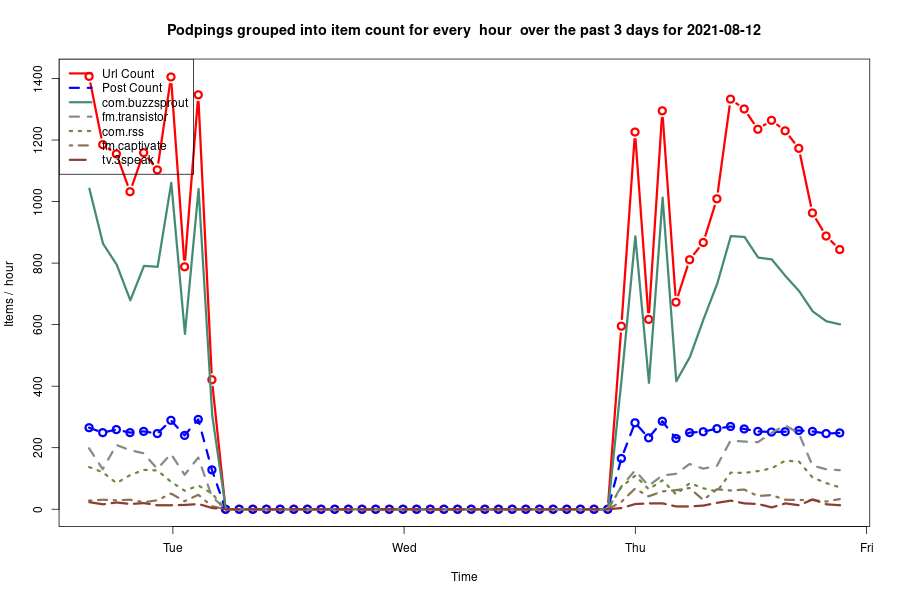 Podpings grouped into item count for every  hour  over the past 3 days for 2021-08-12
Url Count
Post Count
com.buzzsprout
fm.transistor
com.rss
fm.captivate
tv.3speak
Items /  hour
1400
1200
1000
800
600
400
200
0
Tue
Wed
Thu
Fri
Time